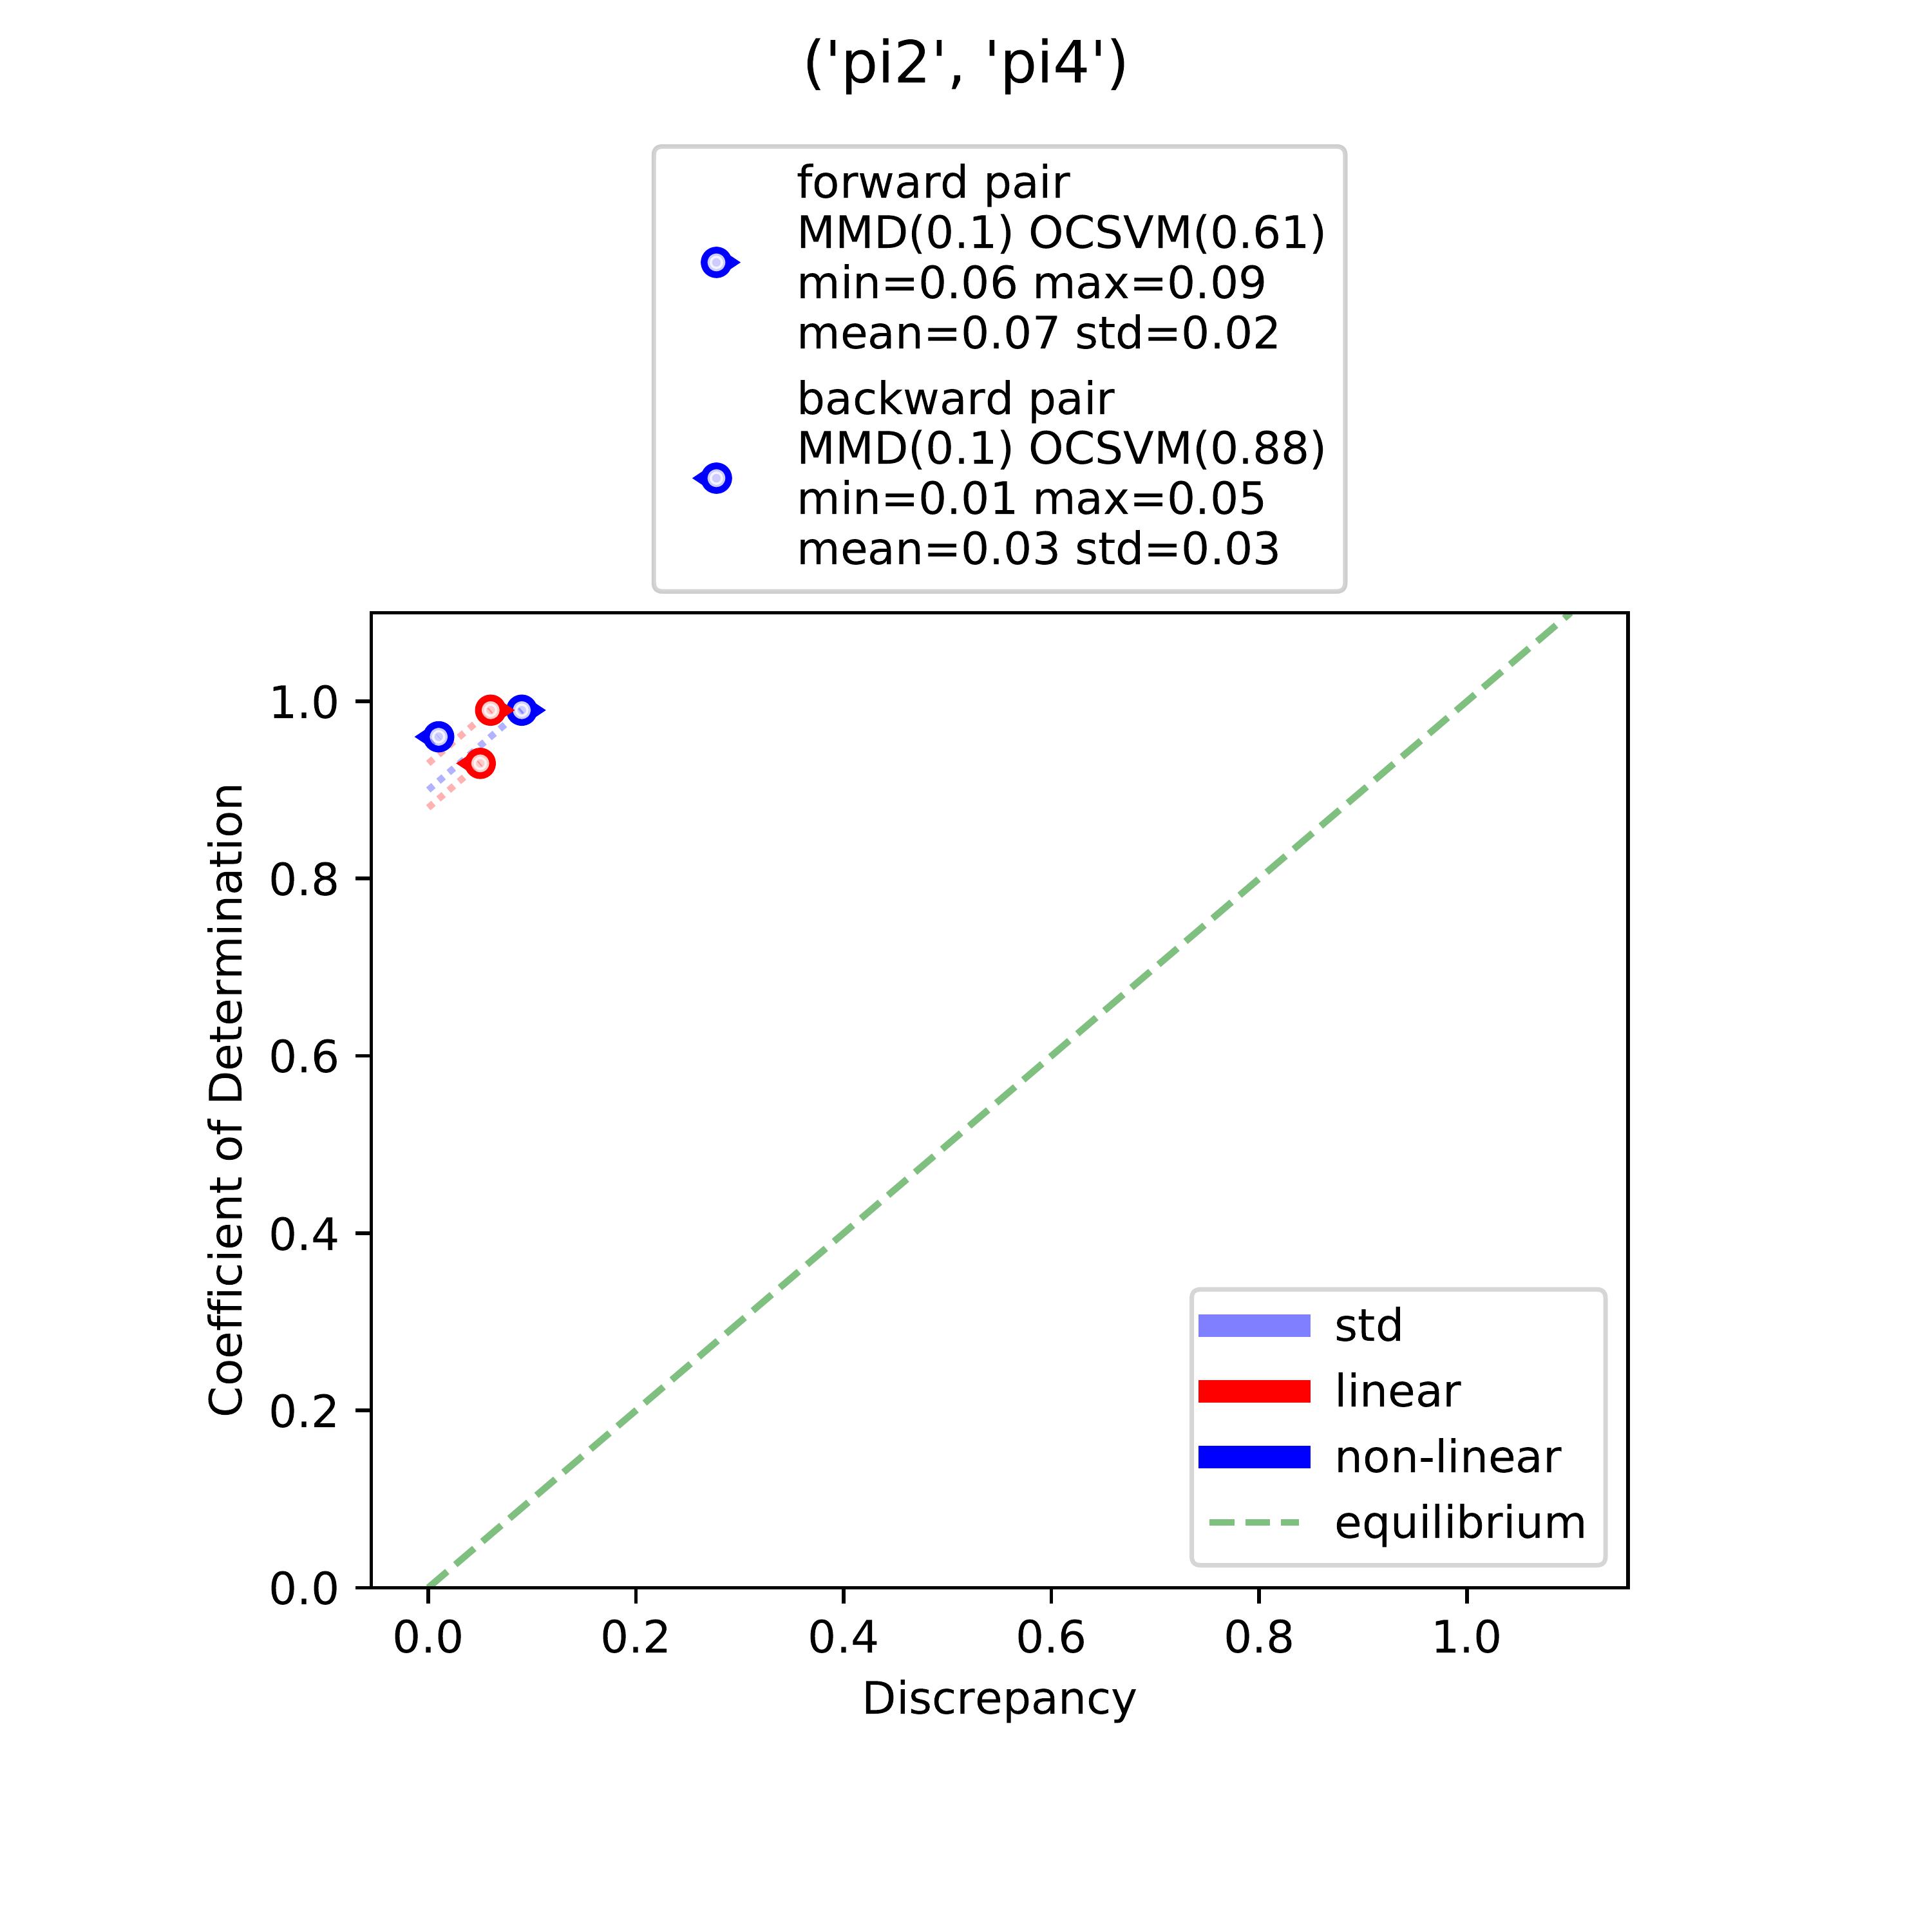 ('pi2', 'pi4')
forward pair
MMD(0.1) OCSVM(0.61)
min=0.06 max=0.09
mean=0.07 std=0.02
backward pair
MMD(0.1) OCSVM(0.88)
min=0.01 max=0.05
mean=0.03 std=0.03
Coefficient of Determination
1.0
0.8
0.6
0.4
0.2
0.0
std
linear
non-linear
equilibrium
0.0 0.2 0.4 0.6 0.8 1.0
Discrepancy